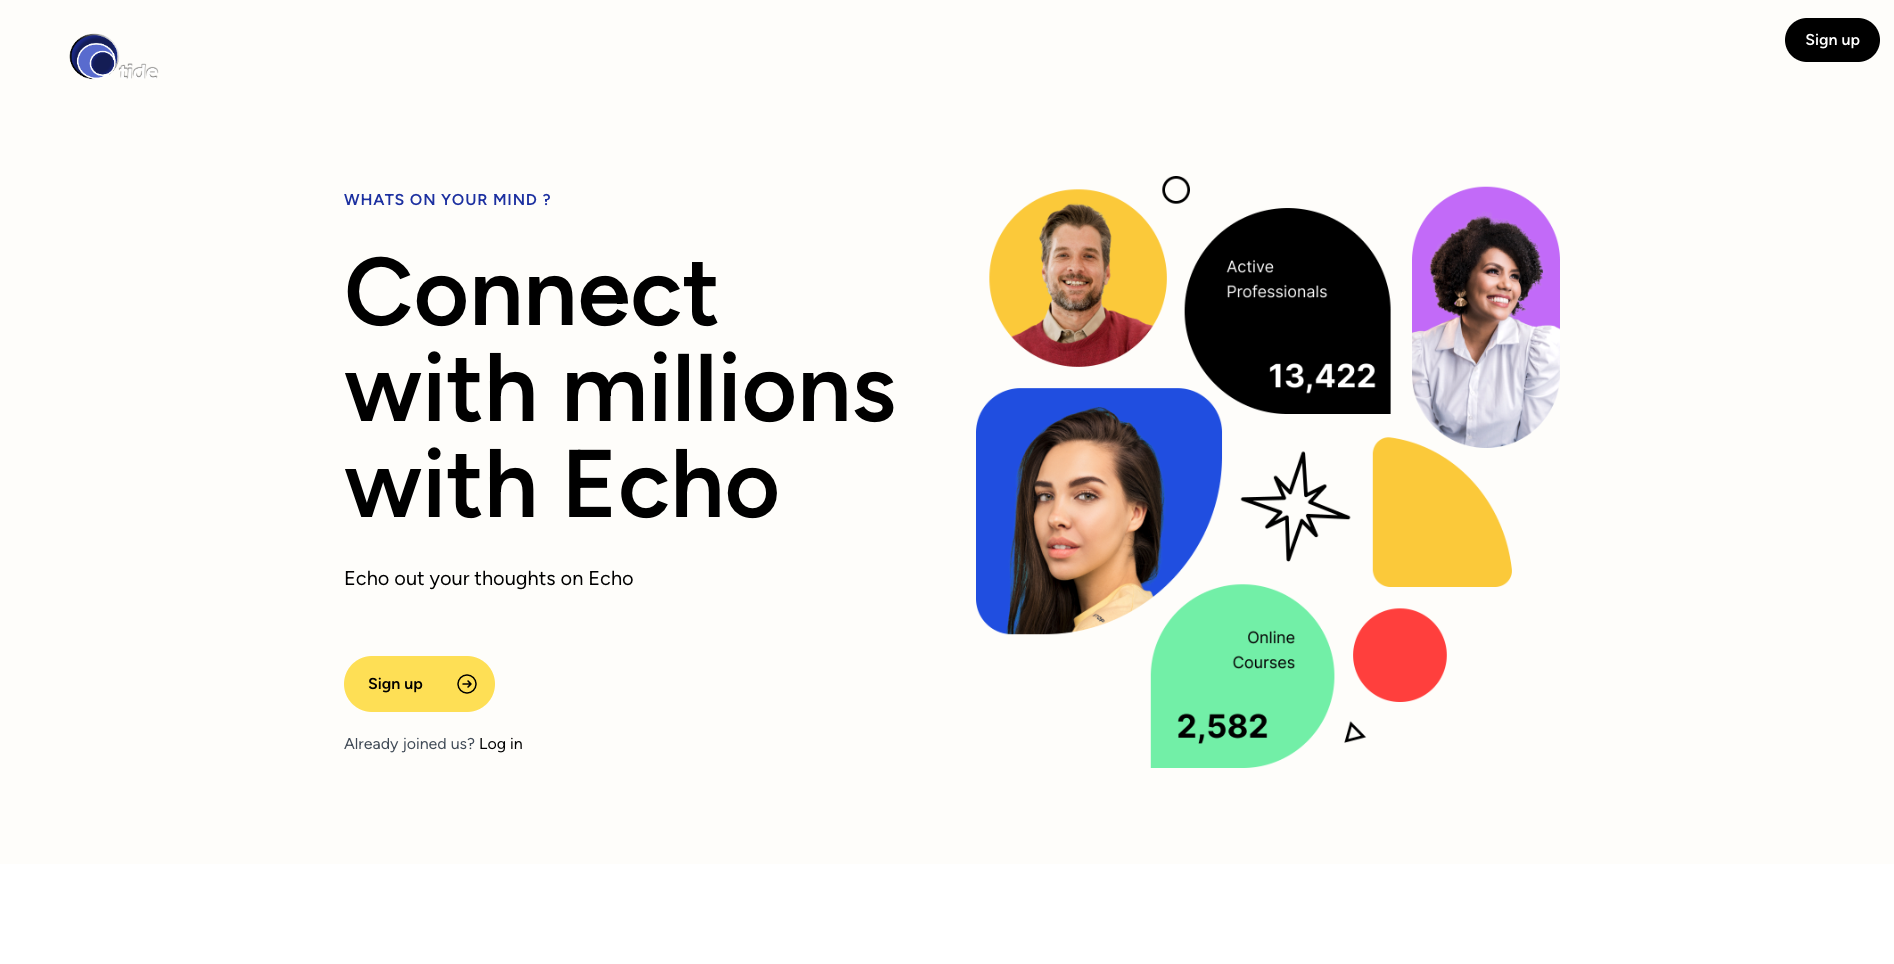 tide
Sign up
WHATS ON YOUR MIND ?
Connect
with millions
with Echo
Echo out your thoughts on Echo
Sign up
Already joined us? Log in
Active
Professionals
13,422
Online
Courses
2,582